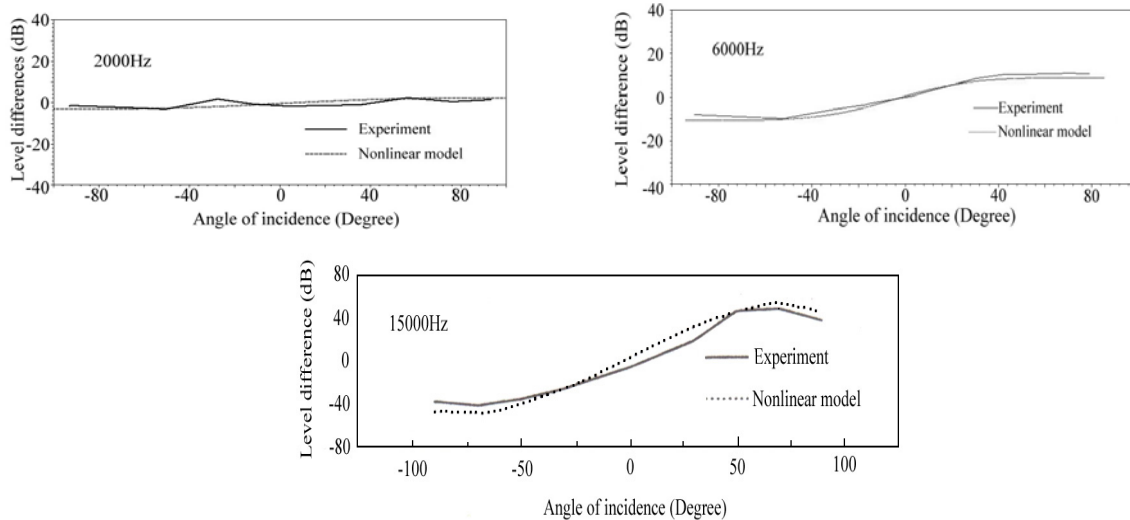 40
20
0
-20
-40
Level differences (dB)
2000Hz
Experiment
Nonlinear model
-80
-40
0
40
80
Angle of incidence (Degree)
40
20
0
-20
40
Level difference (dB)
6000Hz
Experiment
Nonlinear model
-80
-40
0
40
80
Angle of incidence (Degree)
80
40
0
-40
-80
Level difference (dB)
15000Hz
Experiment
Nonlinear model
-100
-50
0
50
100
Angle of incidence (Degree)